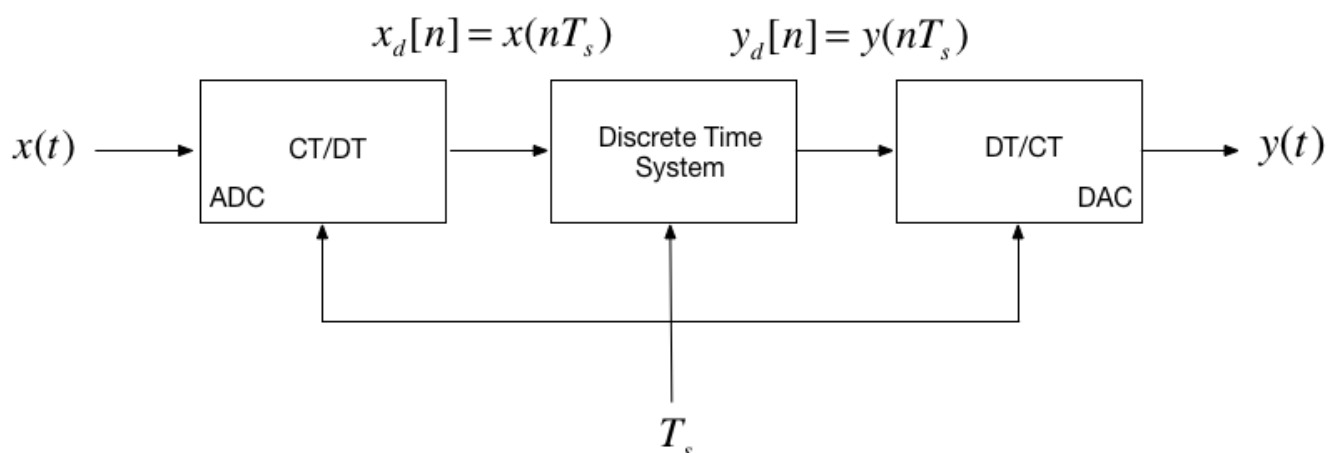 x_d[n] = x(nT_s)
y_d[n] = y(nT_s)
x(t)
CT/DT
ADC
Discrete Time
System
DT/CT
DAC
y(t)
T_s